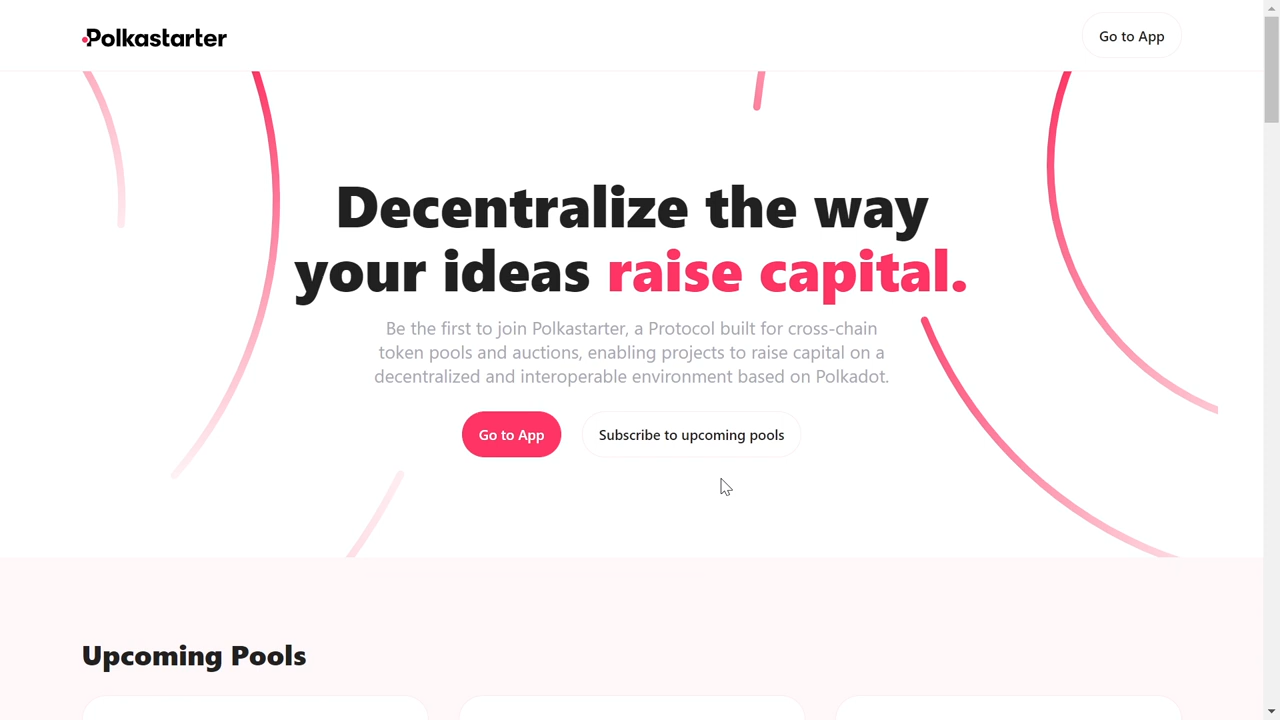 Polkastarter
Go to App
Decentralize the way
your ideas raise capital.
Be the first to join Polkastarter, a Protocol built for cross-chain
token pools and auctions, enabling projects to raise capital on a
decentralized and interoperable environment based on Polkadot.
Go to App
Subscribe to upcoming pools
Upcoming Pools